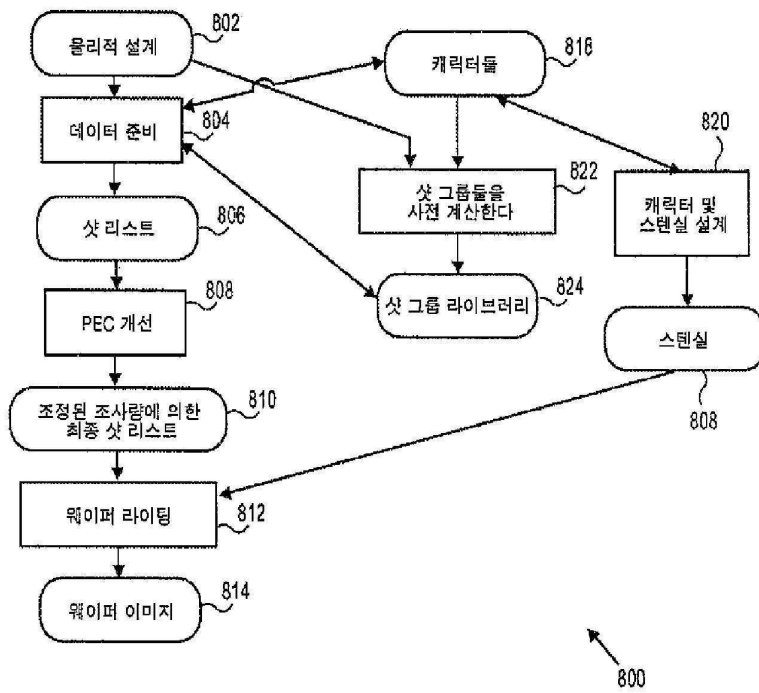 물리적 설계
802
데이터 준비
804
샷 리스트
806
PEC 개선
808
조정된 조사량에 의한
최종 샷 리스트
810
웨이퍼 라이팅
812
웨이퍼 이미지
814
캐릭터들
818
샷 그룹들을
사전 계산한다
822
샷 그룹 라이브러리
824
820
캐릭터 및
스텐실 설계
스텐실
808
800